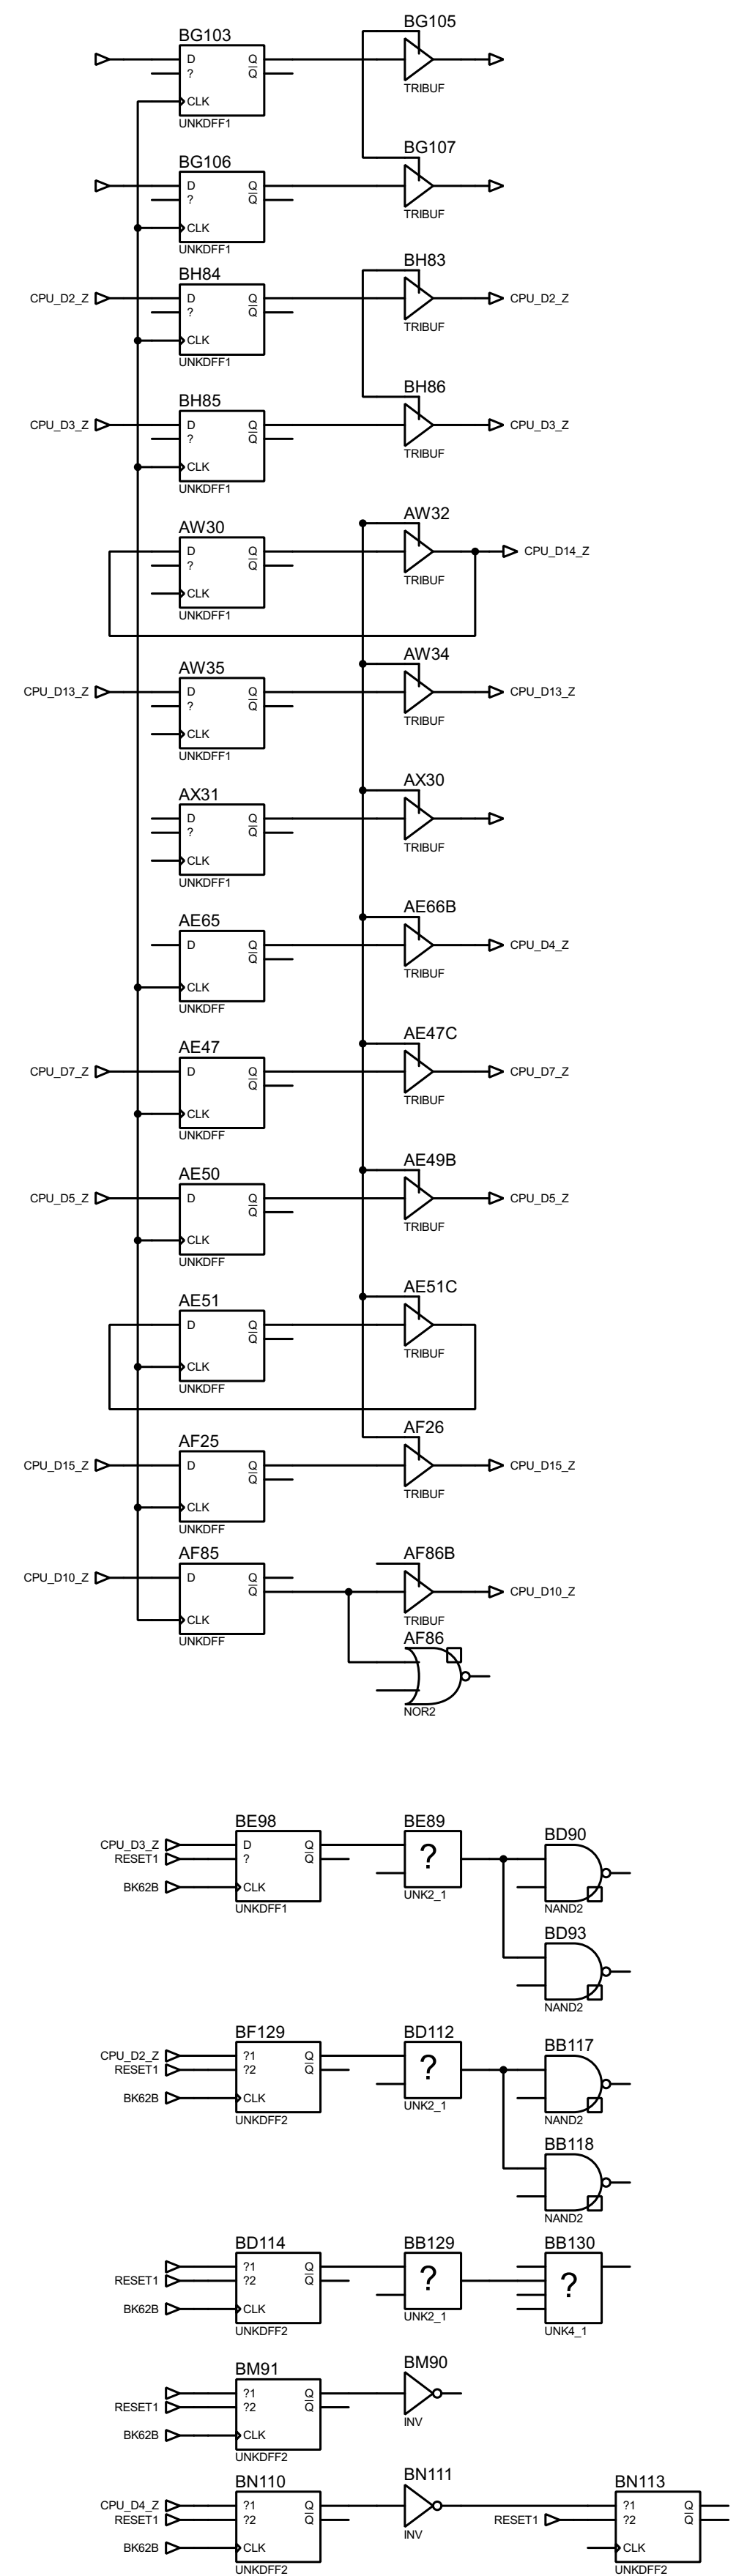 BG105
BG103
D Q
? Q
CLK
TRIBUF
UNKDFF1
BG107
BG106
D Q
? Q
CLK
TRIBUF
UNKDFF1
BH83
BH84
CPU_D2_Z D Q CPU_D2_Z
? Q
TRIBUF
CLK
UNKDFF1
BH86
BH85
CPU_D3_Z D Q CPU_D3_Z
? Q
TRIBUF
CLK
UNKDFF1
AW32
AW30
D Q CPU_D14_Z
? Q
TRIBUF
CLK
UNKDFF1
AW34
AW35
CPU_D13_Z D Q CPU_D13_Z
? Q
TRIBUF
CLK
UNKDFF1
AX30
AX31
D Q
? Q
TRIBUF
CLK
UNKDFF1
AE66B
AE65
D Q CPU_D4_Z
Q
TRIBUF
CLK
UNKDFF
AE47C
AE47
CPU_D7_Z D Q CPU_D7_Z
Q
TRIBUF
CLK
UNKDFF
AE49B
AE50
CPU_D5_Z D Q CPU_D5_Z
Q
TRIBUF
CLK
UNKDFF
AE51C
AE51
D Q
Q
TRIBUF
CLK
UNKDFF
AF26
AF25
CPU_D15_Z D Q CPU_D15_Z
Q
TRIBUF
CLK
UNKDFF
AF85 AF86B
CPU_D10_Z D Q
Q CPU_D10_Z
CLK TRIBUF
UNKDFF AF86
NOR2
BE98 BE89
BD90
CPU_D3_Z D Q
RESET1 ? Q ?
BK62B CLK
UNKDFF1 UNK2_1 NAND2
BD93
NAND2
BF129 BD112
BB117
CPU_D2_Z ?1 Q
RESET1 ?2 Q ?
BK62B CLK
UNKDFF2 UNK2_1 NAND2
BB118
NAND2
BD114 BB129 BB130
?1 Q
RESET1 ?2 Q ? ?
BK62B CLK
UNKDFF2 UNK2_1 UNK4_1
BM91 BM90
?1 Q
RESET1 ?2 Q
BK62B CLK INV
UNKDFF2
BN110 BN111 BN113
CPU_D4_Z ?1 Q ?1 Q
RESET1 ?2 Q RESET1 ?2 Q
INV
BK62B CLK CLK
UNKDFF2 UNKDFF2